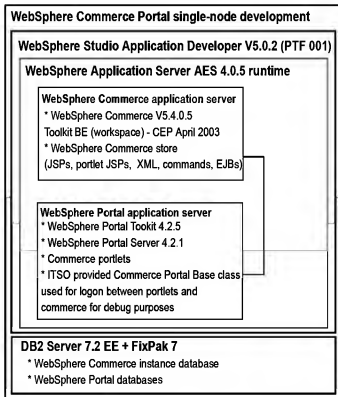 WebSphere Commerce Portal single-node development
WebSphere Studio Application Developer V5.0.2 (PTF 001)
WebSphere Application Server AES 4.0.5 runtime
WebSphere Commerce application server
* WebSphere Commerce V5.4.0.5
Toolkit BE (workspace) - CEP April 2003
* WebSphere Commerce store
(JSPs, portlet JSPs, XML, commands, EJBs)
WebSphere Portal application server
* WebSphere Portal Tookit 4.2.5
* WebSphere Portal Server 4.2.1
* Commerce portlets
* ITSO provided Commerce Portal Base class
used for logon between portlets and
commerce for debug purposes
DB2 Server 7.2 EE + FixPak 7
* WebSphere Commerce instance database
* WebSphere Portal databases